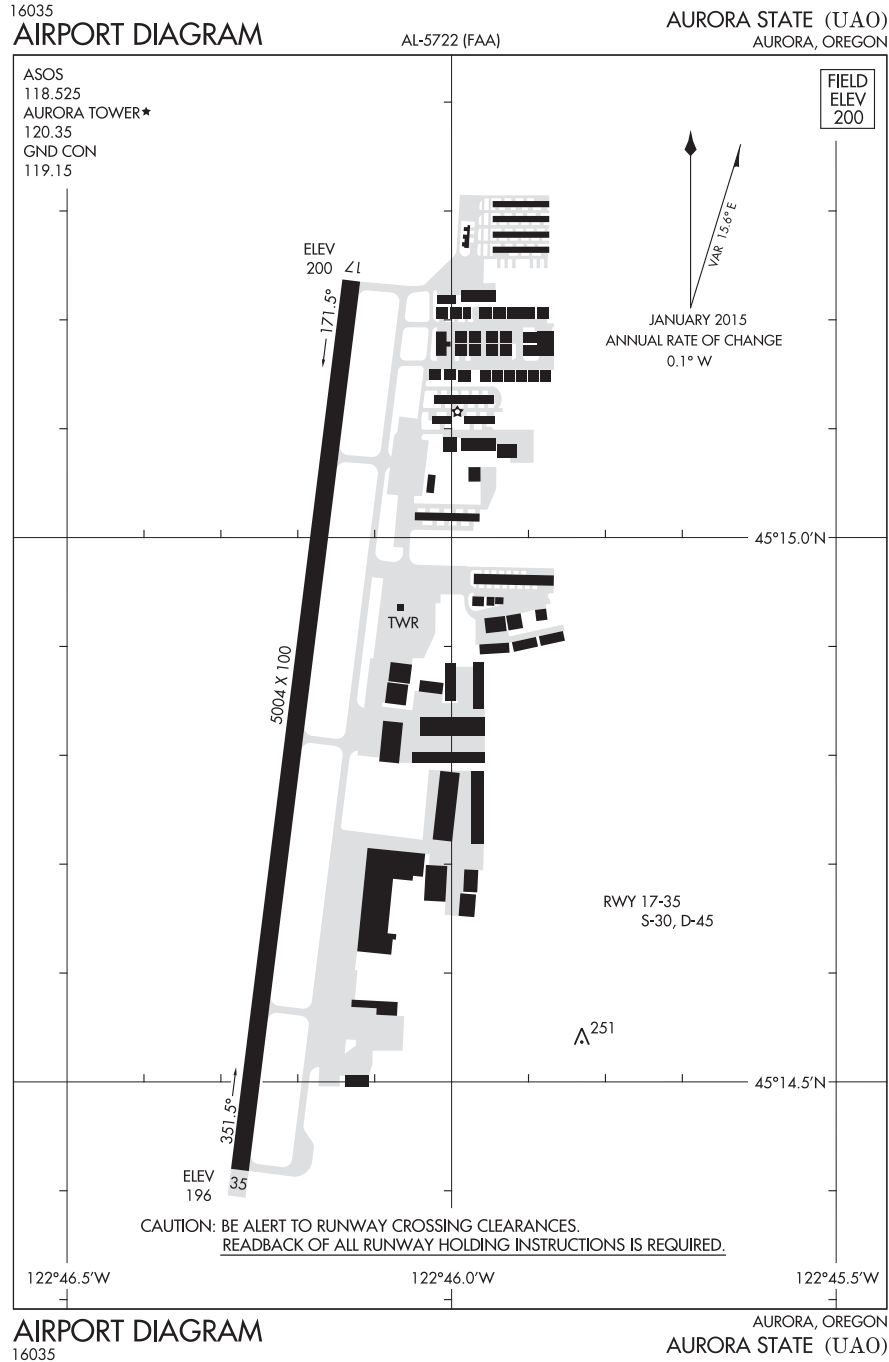 16035
AIRPORT DIAGRAM
AL-5722 (FAA)
AURORA STATE (UAO)
AURORA, OREGON
ASOS
118.525
AURORA TOWER★
120.35
GND CON
119.15
FIELD
ELEV
200
VAR 15.6° E
JANUARY 2015
ANNUAL RATE OF CHANGE
0.1° W
ELEV
200
17
171.5°
45°15.0'N
TWR
5004 X 100
RWY 17-35
S-30, D-45
251
45°14.5'N
351.5°
ELEV
196
35
CAUTION: BE ALERT TO RUNWAY CROSSING CLEARANCES.
READBACK OF ALL RUNWAY HOLDING INSTRUCTIONS IS REQUIRED.
122°46.5'W
122°46.0'W
122°45.5'W
AIRPORT DIAGRAM
16035
AURORA, OREGON
AURORA STATE (UAO)